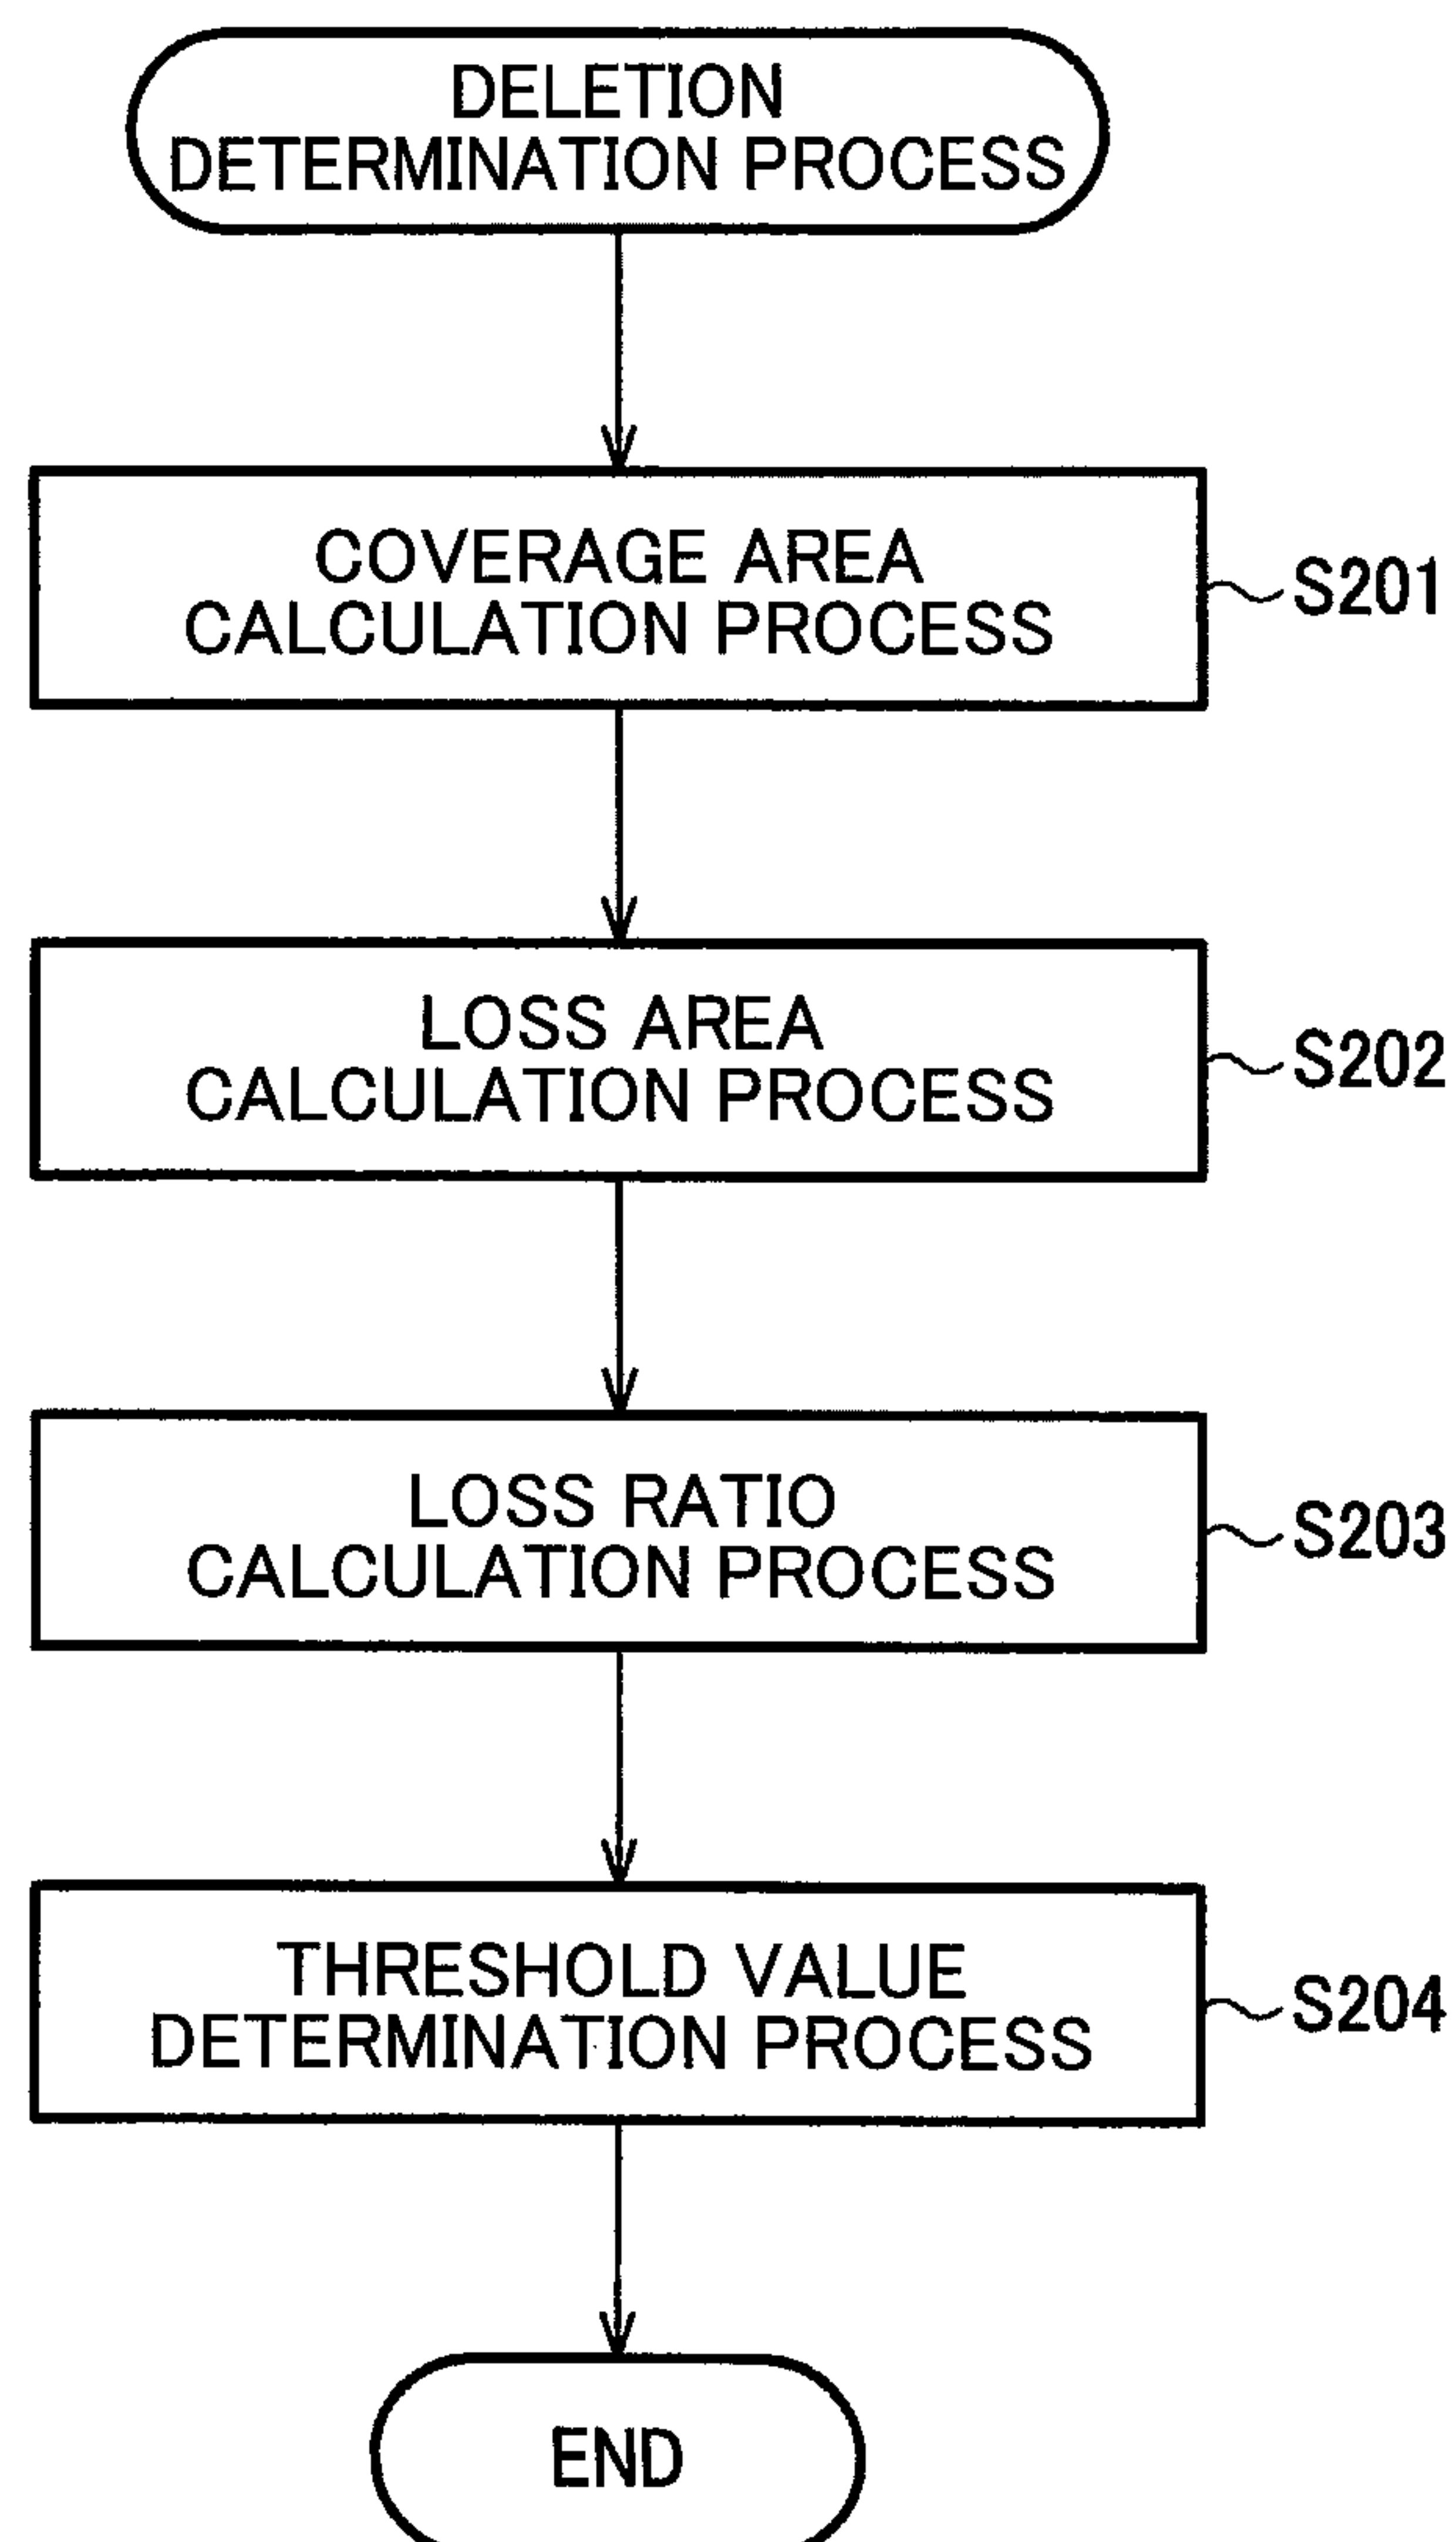 DELETION
DETERMINATION PROCESS
COVERAGE AREA
CALCULATION PROCESS
S201
LOSS AREA
CALCULATION PROCESS
S202
LOSS RATIO
CALCULATION PROCESS
S203
THRESHOLD VALUE
DETERMINATION PROCESS
S204
END